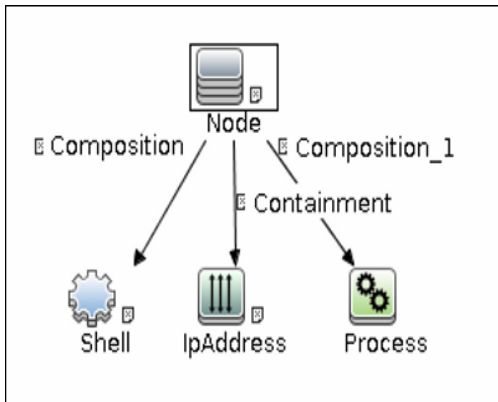 Node
Composition
Composition_1
Containment
Shell
IpAddress
Process